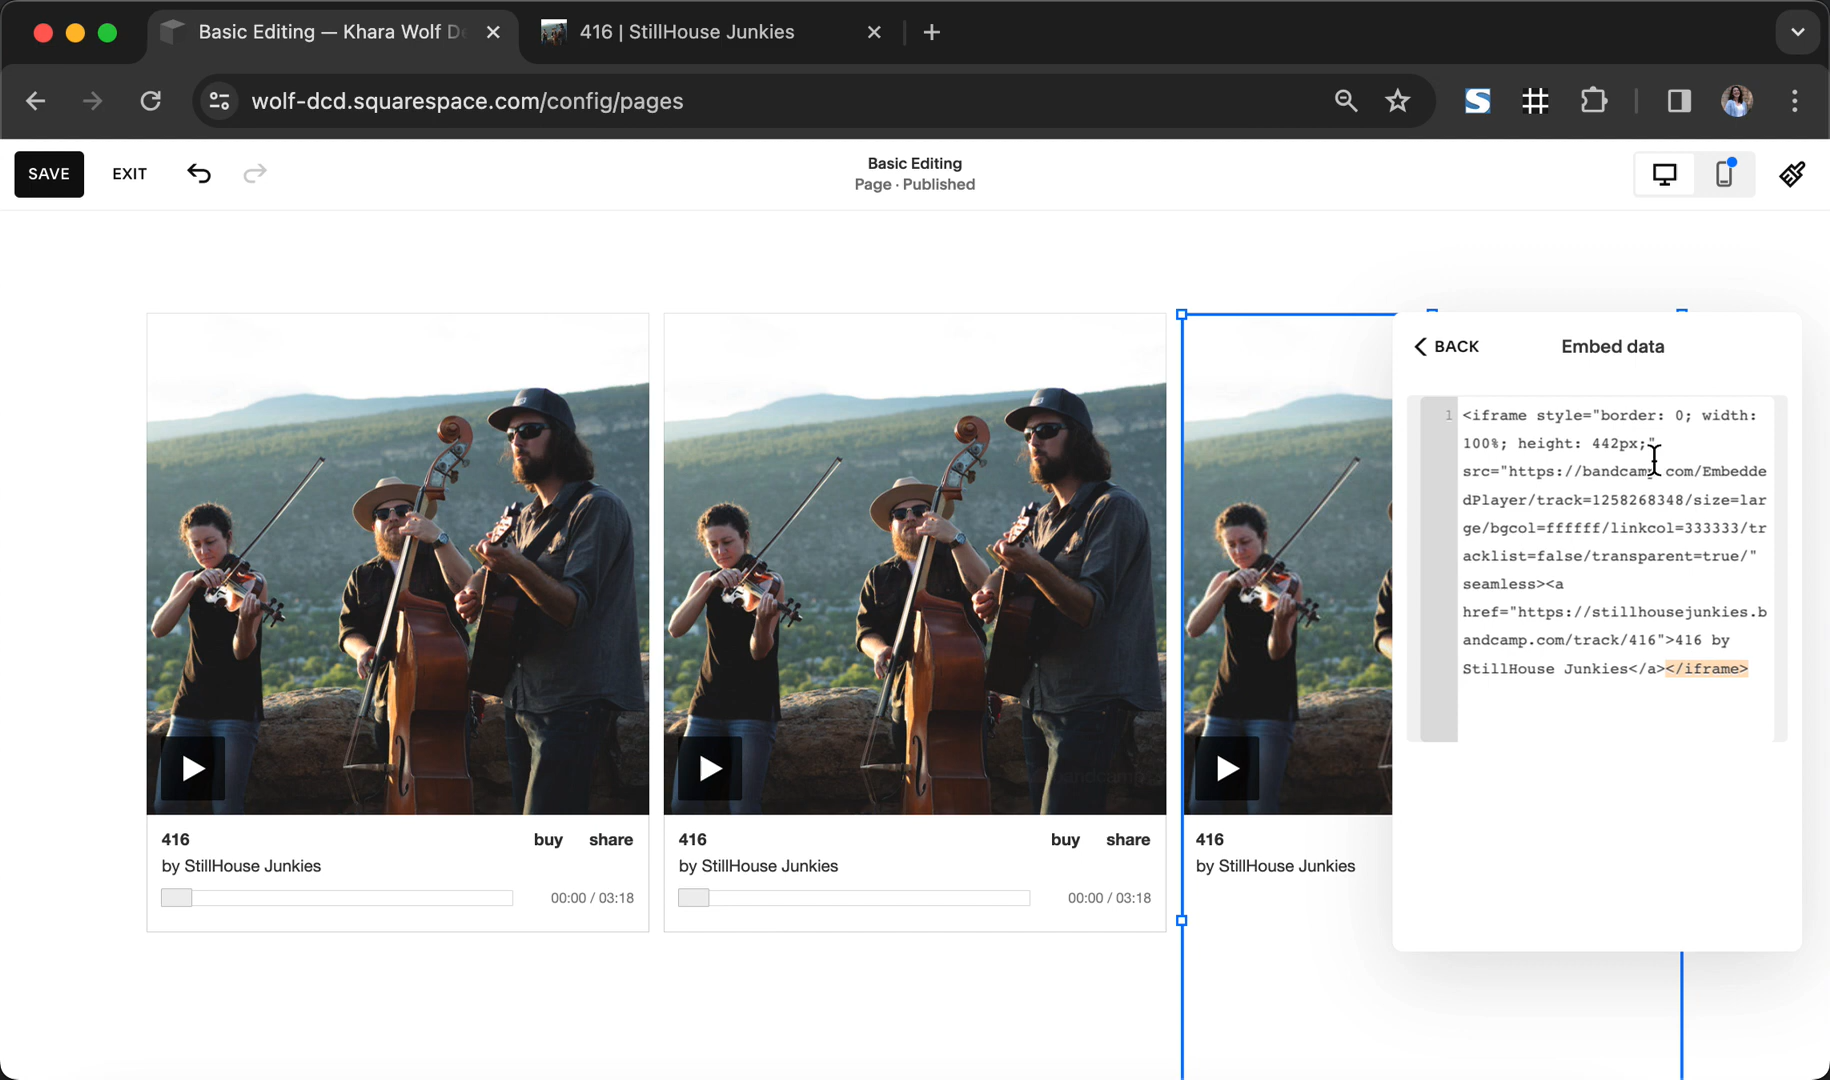 Basic Editing — Khara Wolf De
416 | StillHouse Junkies
wolf-dcd.squarespace.com/config/pages
SAVE
EXIT
Basic Editing
Page · Published
BACK
Embed data
1
<iframe style="border: 0; width:
100%; height: 442px;"
src="https://bandcamp.com/Embedde
dPlayer/track=1258268348/size=lar
ge/bgcol=ffffff/linkcol=333333/tr
acklist=false/transparent=true/"
seamless><a
href="https://stillhousejunkies.b
andcamp.com/track/416">416 by
StillHouse Junkies</a></iframe>
416 buy share
by StillHouse Junkies
00:00 / 03:18
bandcamp
416 buy share
by StillHouse Junkies
00:00 / 03:18
416
by StillHouse Junkies